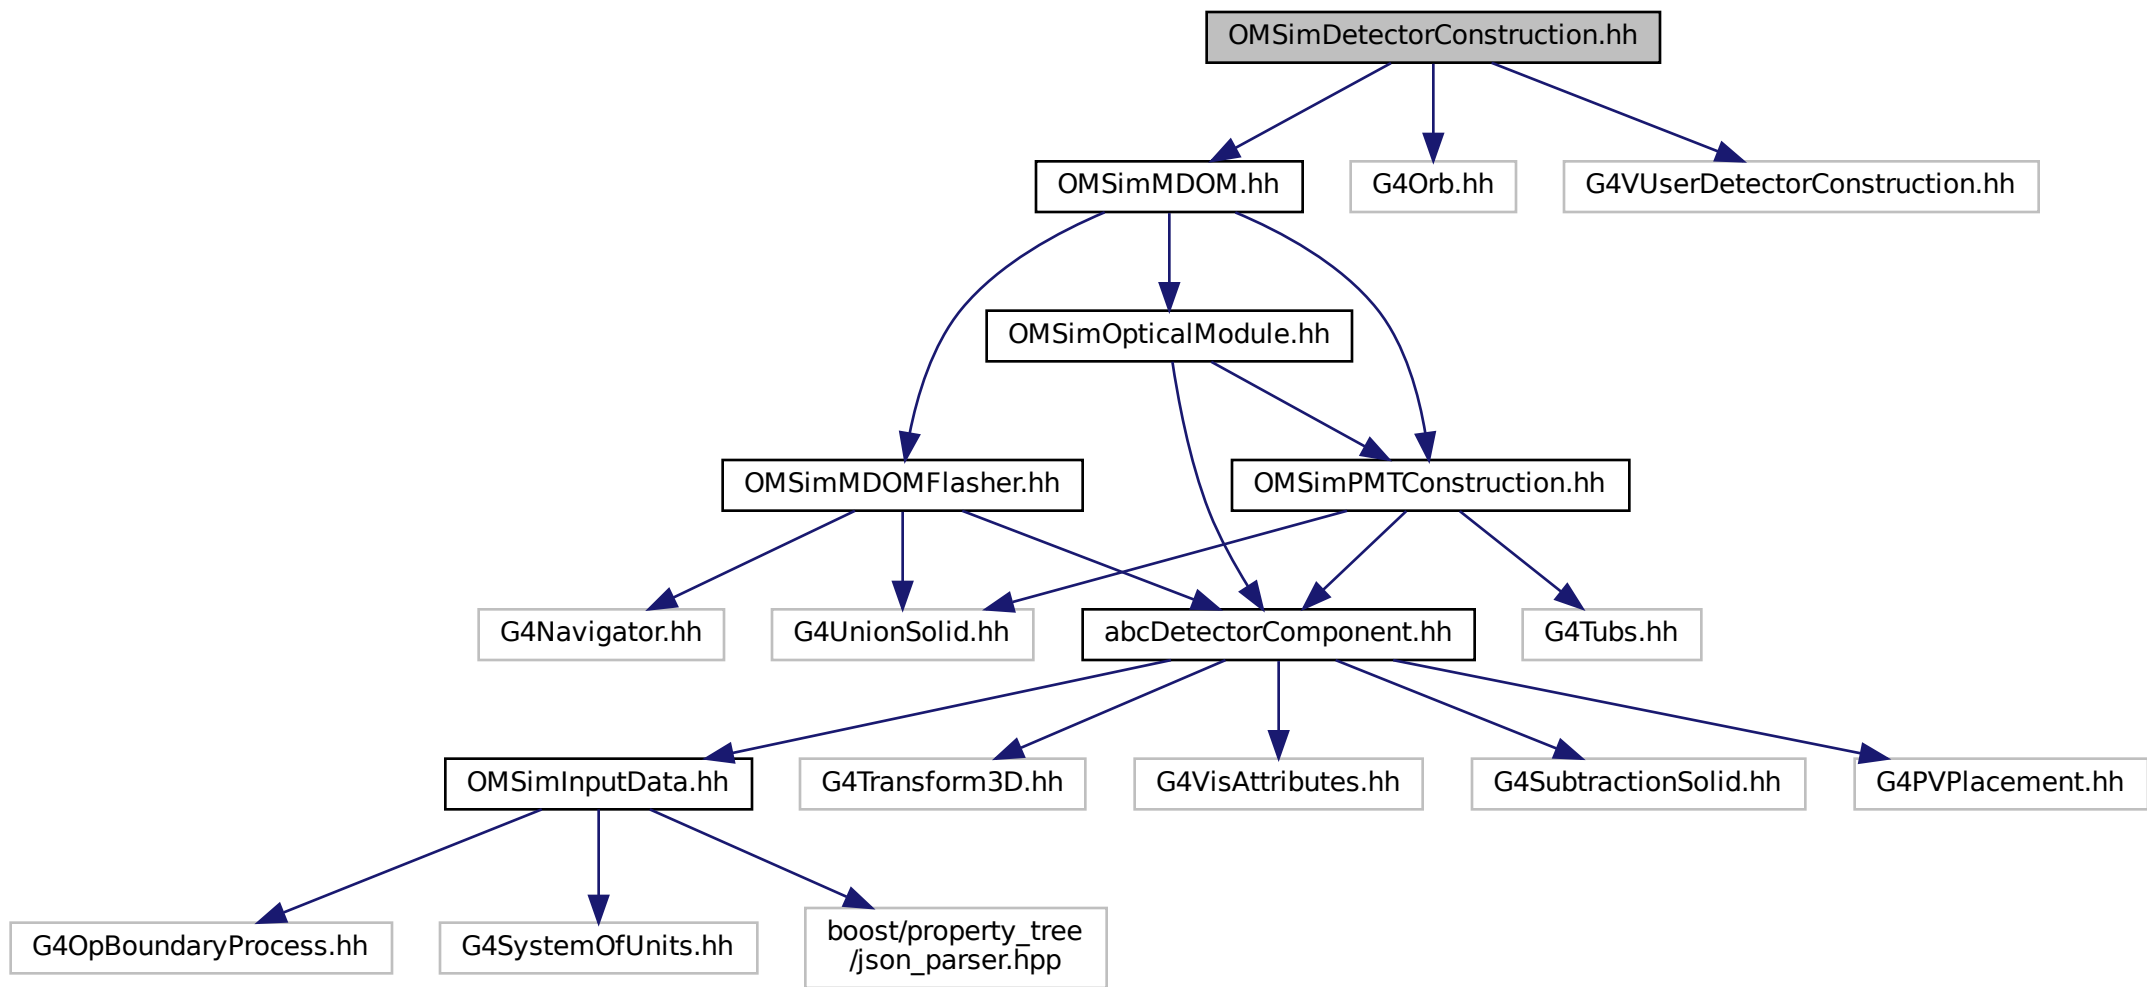 OMSimDetectorConstruction.hh
OMSimMDOM.hh
G4Orb.hh
G4VUserDetectorConstruction.hh
OMSimOpticalModule.hh
OMSimMDOMFlasher.hh
OMSimPMTConstruction.hh
G4Navigator.hh
G4UnionSolid.hh
abcDetectorComponent.hh
G4Tubs.hh
OMSimInputData.hh
G4Transform3D.hh
G4VisAttributes.hh
G4SubtractionSolid.hh
G4PVPlacement.hh
G4OpBoundaryProcess.hh
G4SystemOfUnits.hh
boost/property_tree
/json_parser.hpp